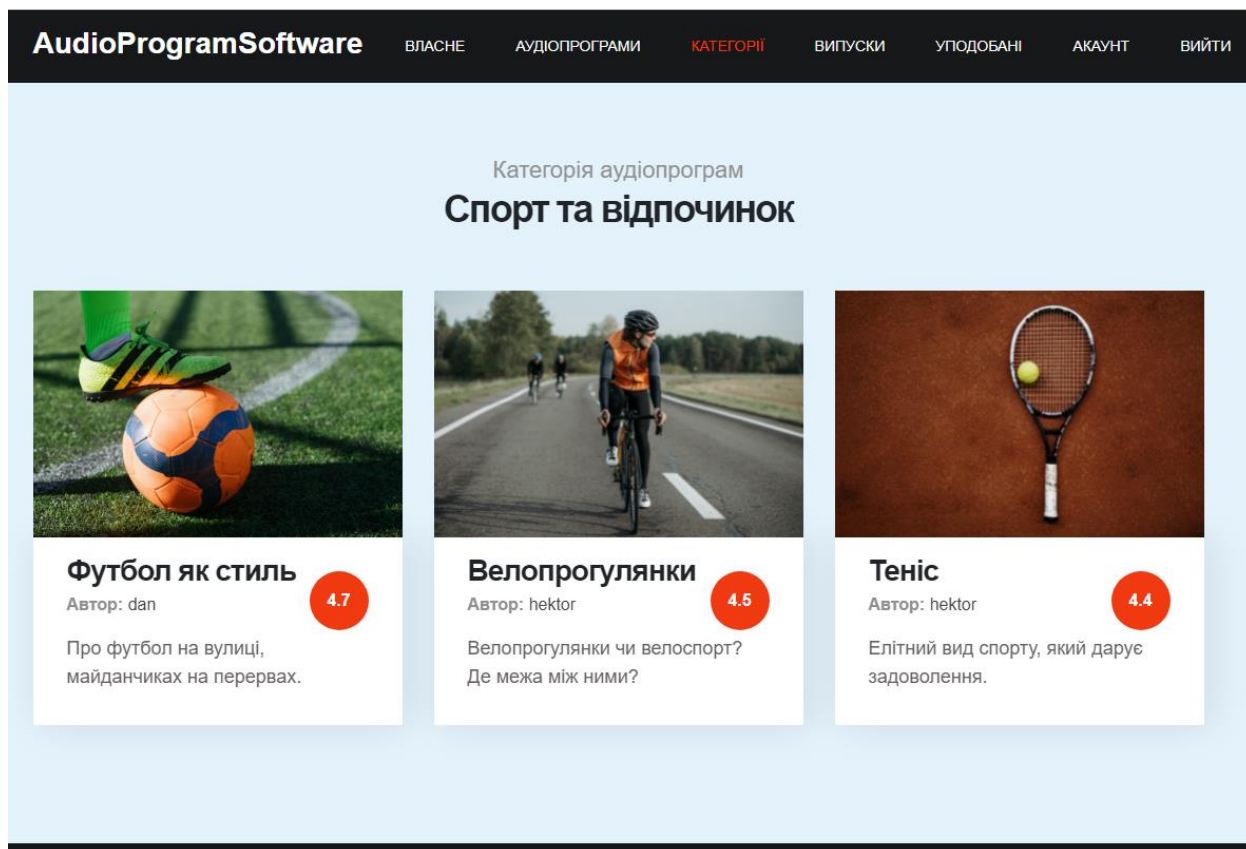 AudioProgramSoftware ВЛАСНЕ АУДІОПРОГРАМИ КАТЕГОРІЇ ВИПУСКИ УПОДОБАНІ АКАУНТ ВИЙТИ
Категорія аудіопрограм
Спорт та відпочинок
Футбол як стиль
Автор: dan
4.7
Про футбол на вулиці,
майданчиках на перервах.
Велопрогулянки
Автор: hektor
4.5
Велопрогулянки чи велоспорт?
Де межа між ними?
Теніс
Автор: hektor
4.4
Елітний вид спорту, який дарує
задоволення.